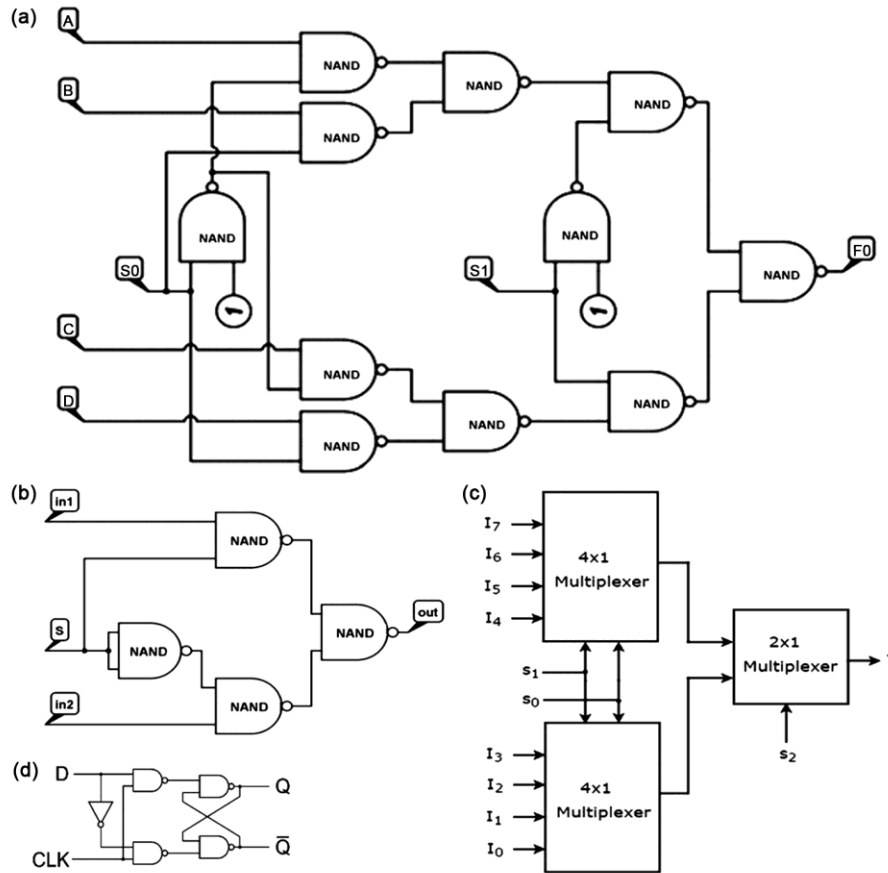 (a)
A
NAND
NAND
NAND
B
NAND
NAND
NAND
S0
S1
NAND
F0
1
1
C
NAND
NAND
D
NAND
NAND
(b)
in1
NAND
S
NAND
NAND
out
in2
NAND
(c)
I7
I6
I5
I4
4x1
Multiplexer
s1
s0
2x1
Multiplexer
s2
I3
I2
I1
I0
4x1
Multiplexer
(d)
D
Q
CLK
Q̅